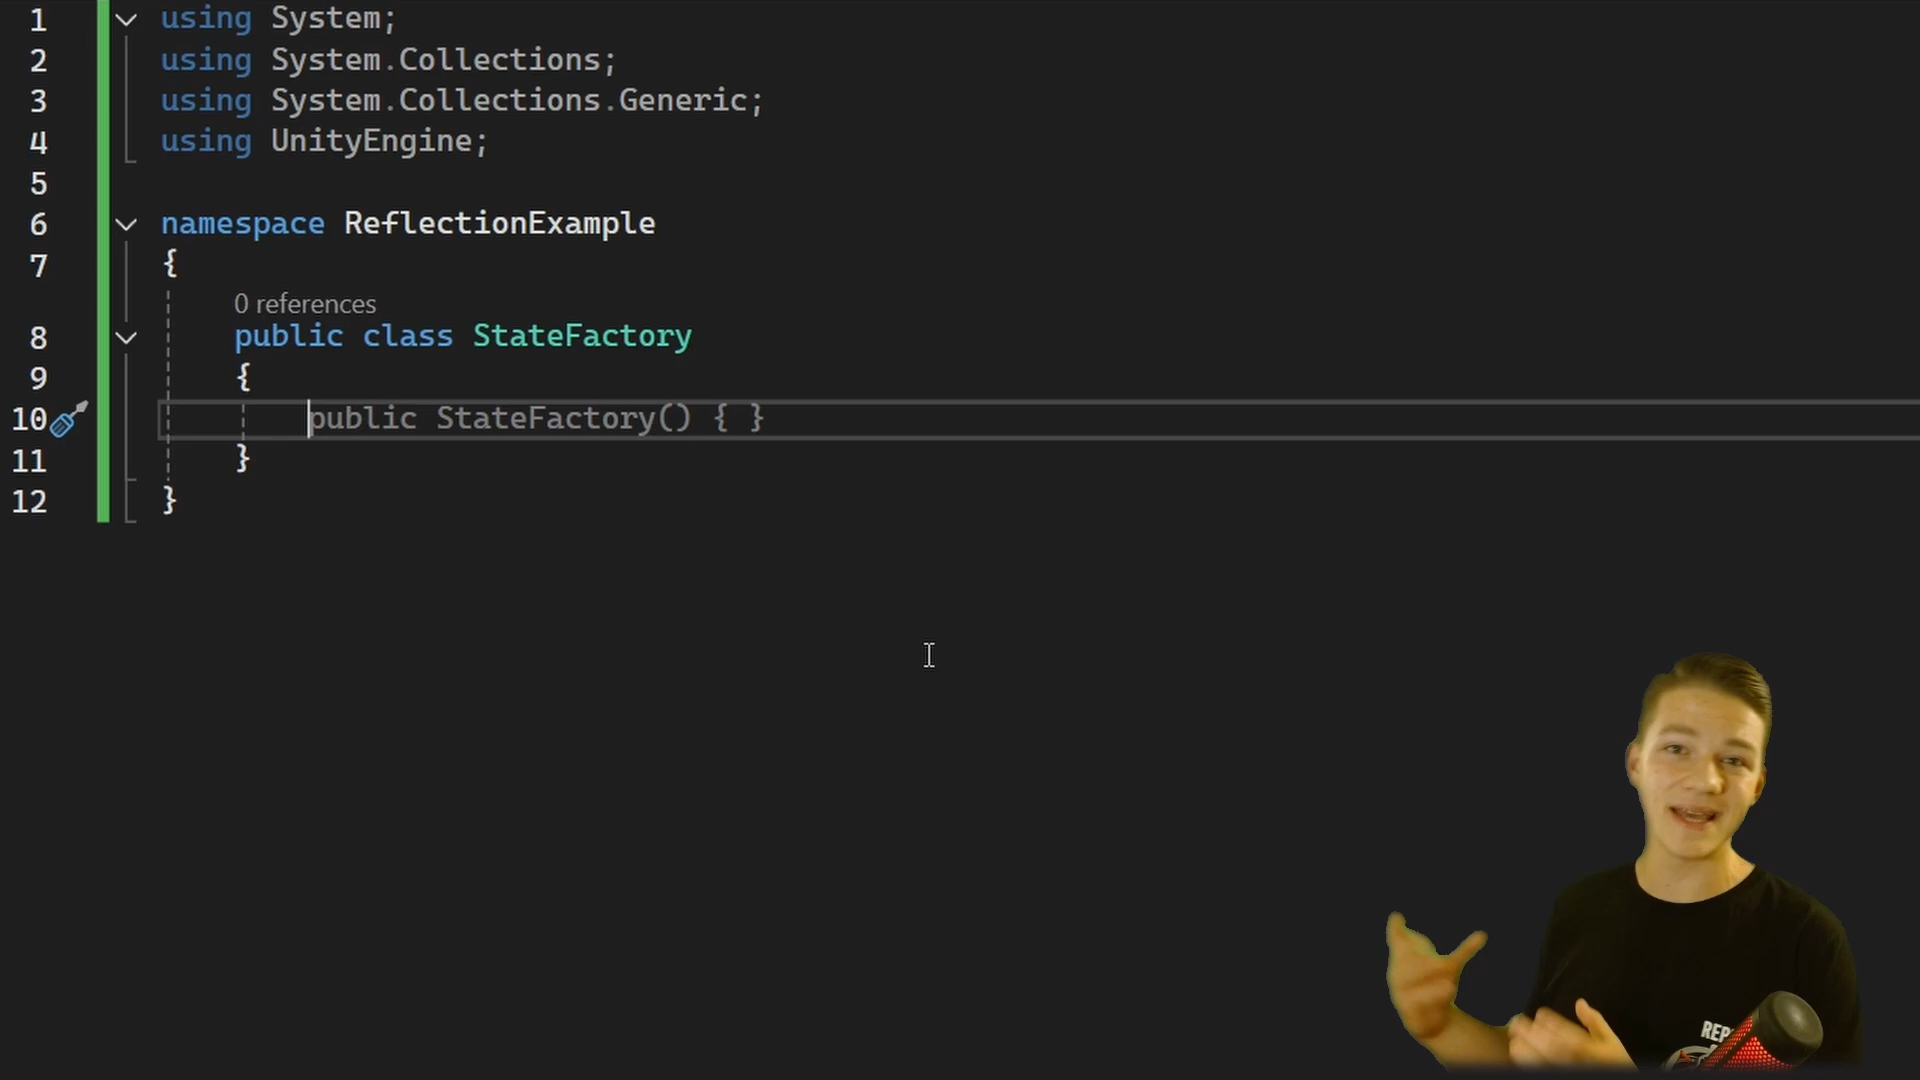 1 using System;
2 using System.Collections;
3 using System.Collections.Generic;
4 using UnityEngine;
5
6 namespace ReflectionExample
7 {
0 references
8 public class StateFactory
9 {
10 public StateFactory() { }
11 }
12 }